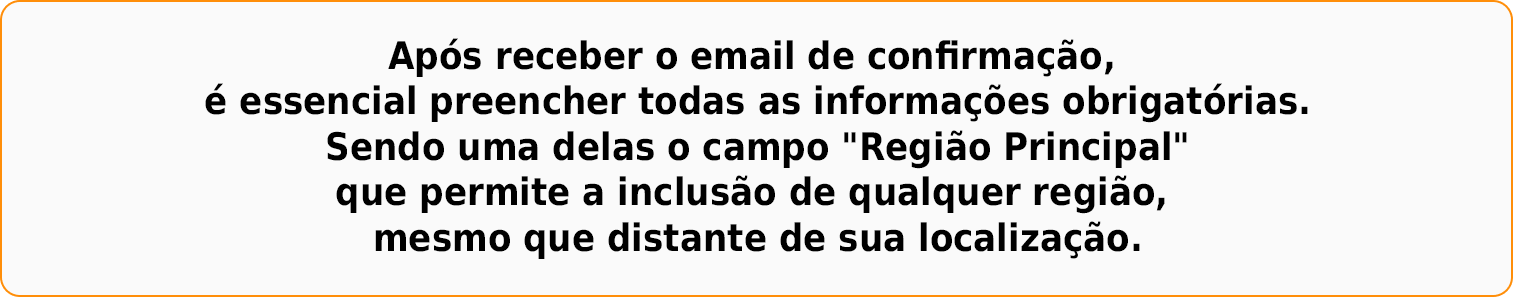 Após receber o email de confirmação,
é essencial preencher todas as informações obrigatórias.
Sendo uma delas o campo "Região Principal"
que permite a inclusão de qualquer região,
mesmo que distante de sua localização.